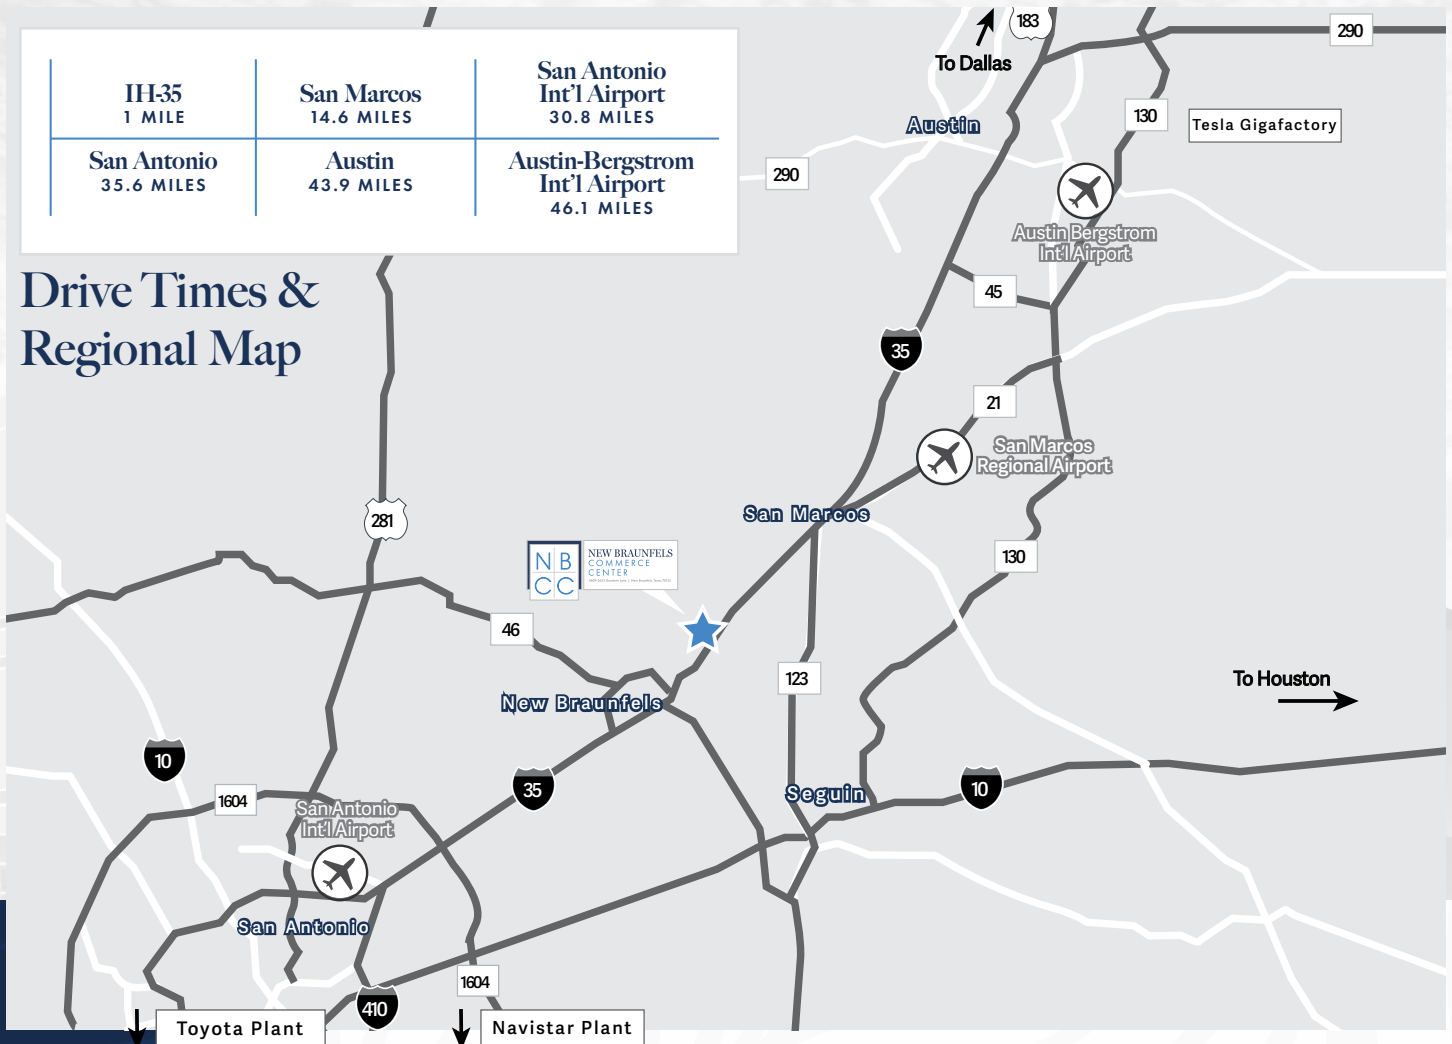 IH-35
1 MILE
San Marcos
14.6 MILES
San Antonio
Int'l Airport
30.8 MILES
San Antonio
35.6 MILES
Austin
43.9 MILES
Austin-Bergstrom
Int'l Airport
46.1 MILES
Drive Times &
Regional Map
183
290
To Dallas
130
Tesla Gigafactory
Austin
290
Austin Bergstrom
Int'l Airport
45
35
21
San Marcos
Regional Airport
281
San Marcos
130
NB
CC
NEW BRAUNFELS
COMMERCE
CENTER
46
123
To Houston
New Braunfels
10
35
10
Seguin
1604
San Antonio
Int'l Airport
San Antonio
1604
410
Toyota Plant
Navistar Plant